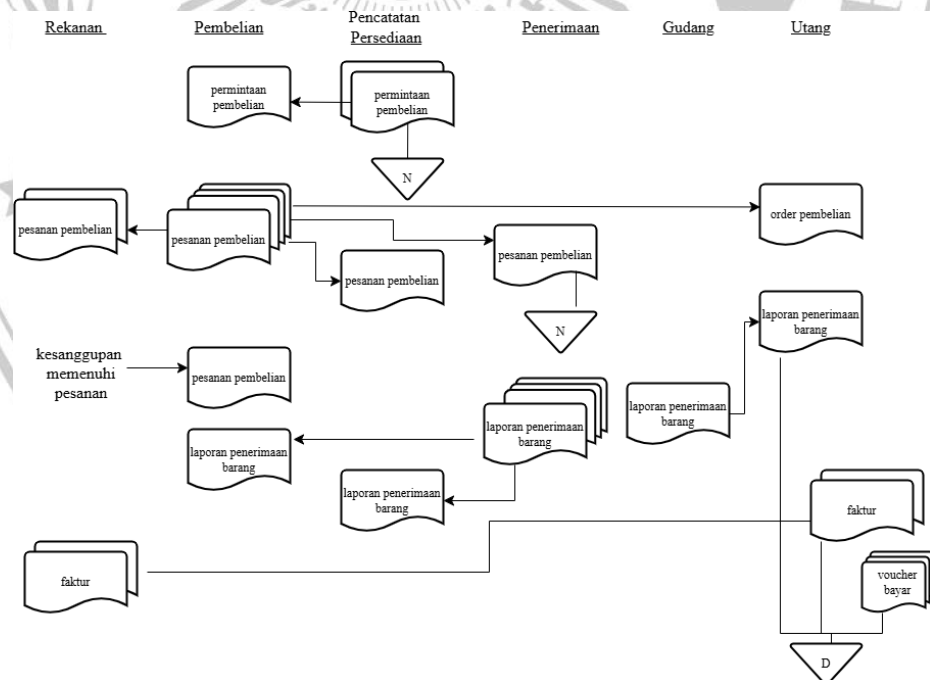 Rekanan
Pembelian
Pencatatan
Persediaan
Penerimaan
Gudang
Utang
permintaan
pembelian
permintaan
pembelian
N
pesanan pembelian
pesanan pembelian
pesanan pembelian
pesanan pembelian
order pembelian
N
laporan penerimaan
barang
kesanggupan
memenuhi
pesanan
pesanan pembelian
laporan penerimaan
barang
laporan penerimaan
barang
laporan penerimaan
barang
laporan penerimaan
barang
faktur
faktur
voucher
bayar
D